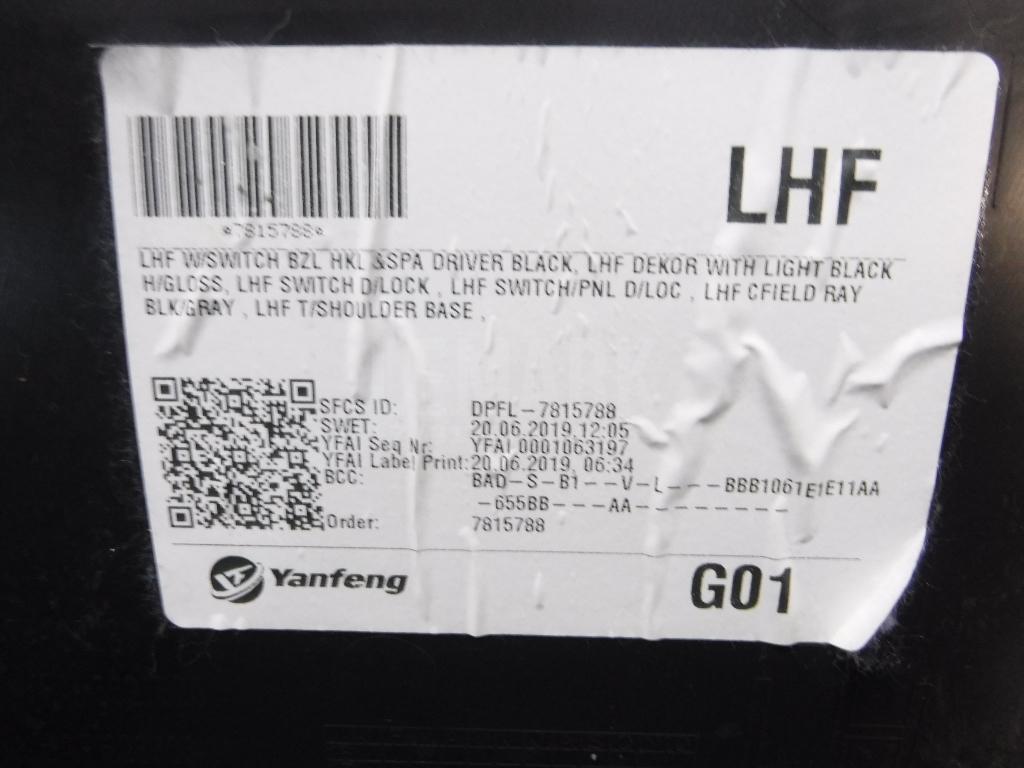 LHF
*7815788*
LHF W/SWITCH BZL HKL &SPA DRIVER BLACK, LHF DEKOR WITH LIGHT BLACK
H/GLOSS, LHF SWITCH D/LOCK , LHF SWITCH/PNL D/LOC , LHF CFIELD RAY
BLK/GRAY , LHF T/SHOULDER BASE ,
SFCS ID: DPFL-7815788
SWET: 20.06.2019,12:05
YFAI Seq Nr: YFAI_0001063197
YFAI Label Print: 20.06.2019, 06:34
BCC: BAD-S-B1--V-L---BBB1061E1E11AA
-655BB---AA--------
Order: 7815788
Yanfeng
G01